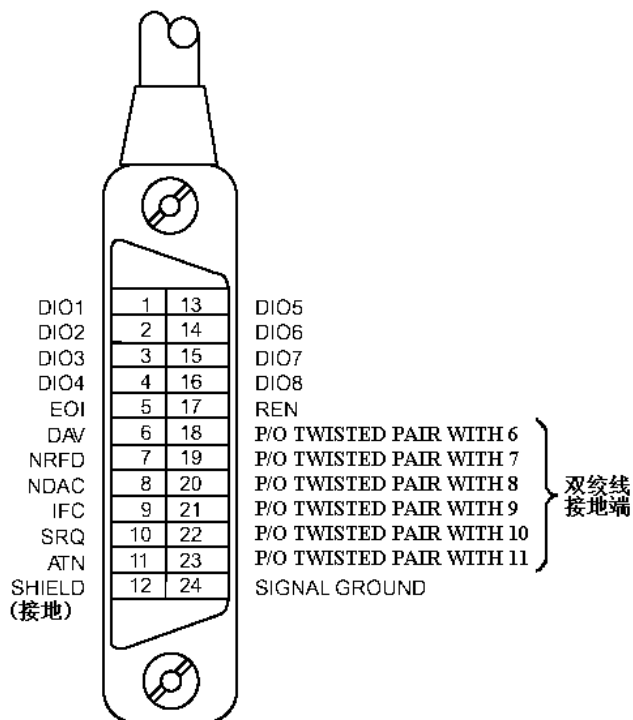 DIO1 1 13 DIO5
DIO2 2 14 DIO6
DIO3 3 15 DIO7
DIO4 4 16 DIO8
EOI 5 17 REN
DAV 6 18 P/O TWISTED PAIR WITH 6
NRFD 7 19 P/O TWISTED PAIR WITH 7
NDAC 8 20 P/O TWISTED PAIR WITH 8
IFC 9 21 P/O TWISTED PAIR WITH 9
SRQ 10 22 P/O TWISTED PAIR WITH 10
ATN 11 23 P/O TWISTED PAIR WITH 11
双绞线
接地端
SHIELD 12 24 SIGNAL GROUND
(接地)